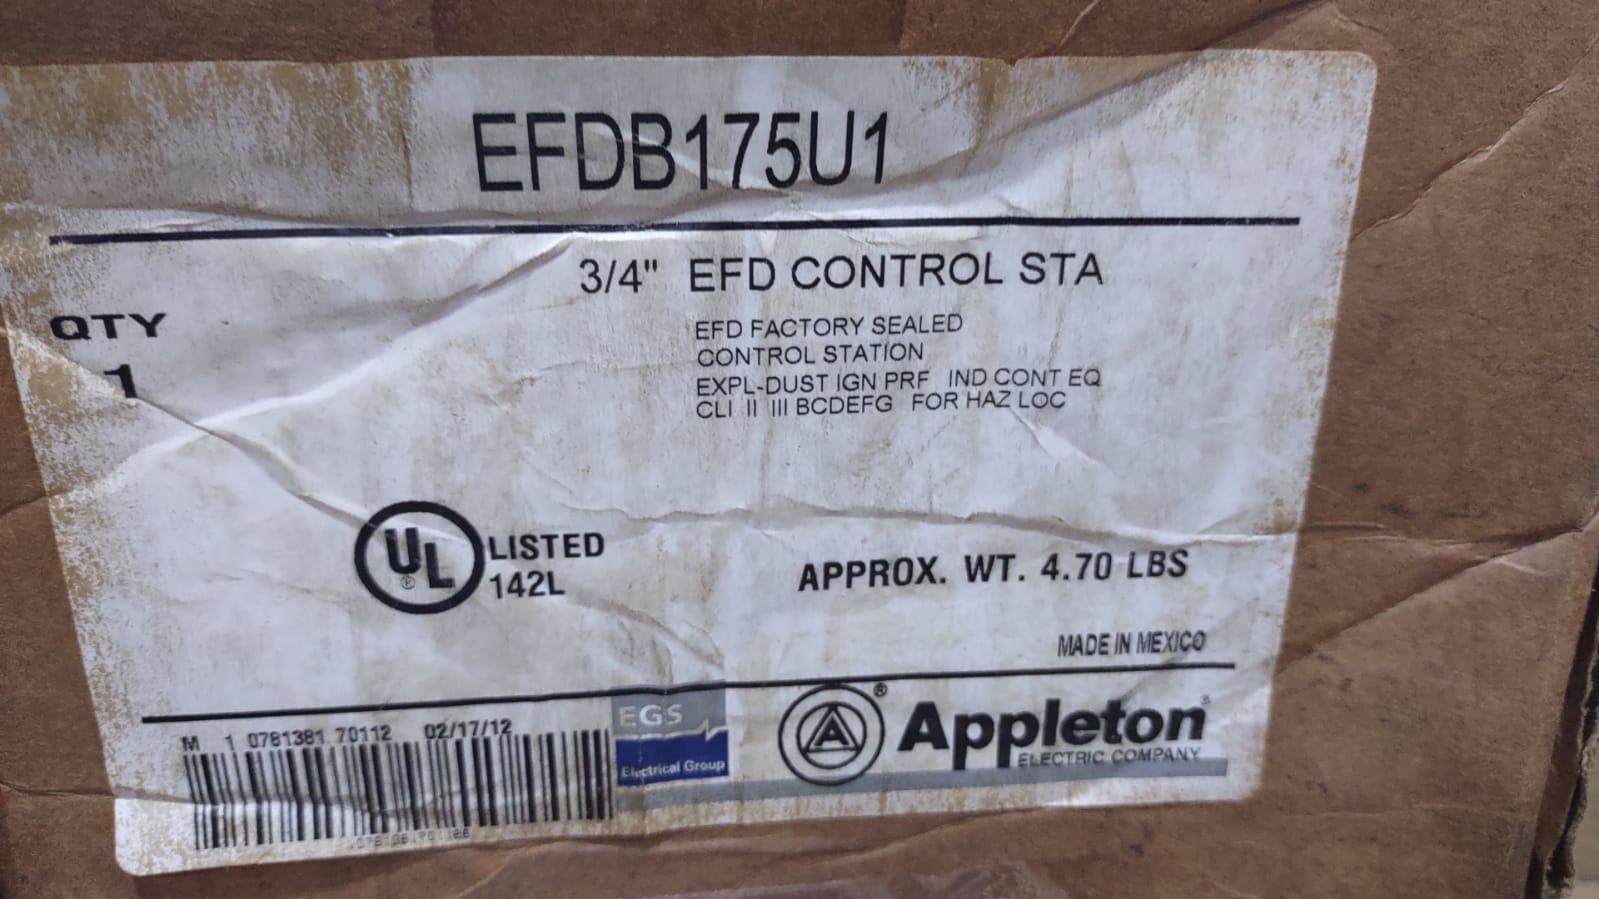 EFDB175U1
3/4" EFD CONTROL STA
QTY
1
EFD FACTORY SEALED
CONTROL STATION
EXPL-DUST IGN PRF IND CONT EQ
CLI II III BCDEFG FOR HAZ LOC
UL ®
LISTED
142L
APPROX. WT. 4.70 LBS
MADE IN MEXICO
M 1 0781381 70112 02/17/12
EGS
Electrical Group
A ®
Appleton®
ELECTRIC COMPANY